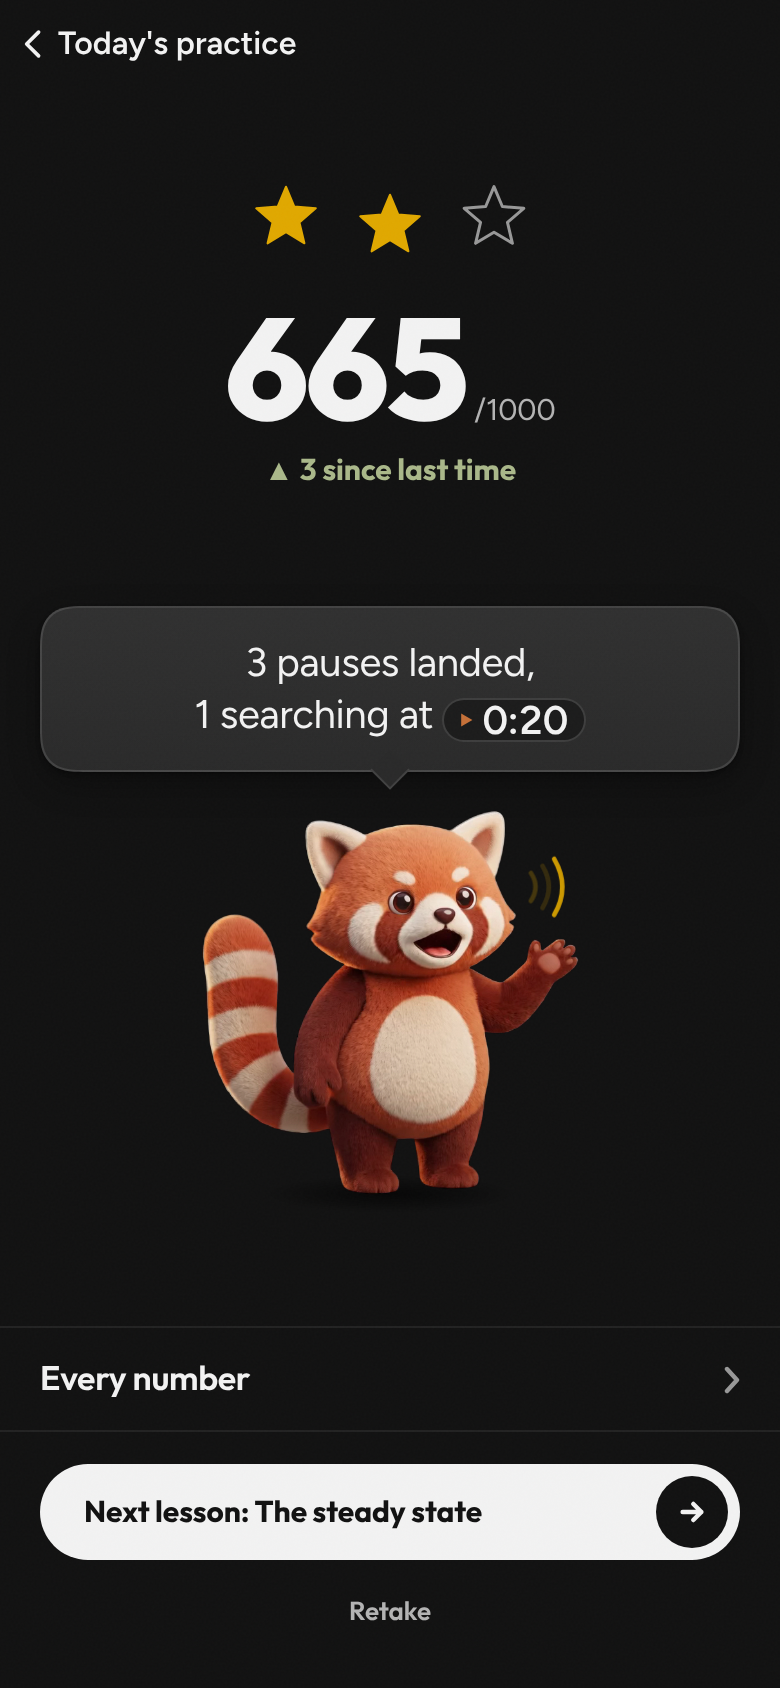 Today's practice
665 /1000
▲ 3 since last time
3 pauses landed,
1 searching at 0:20
Every number
Next lesson: The steady state
Retake